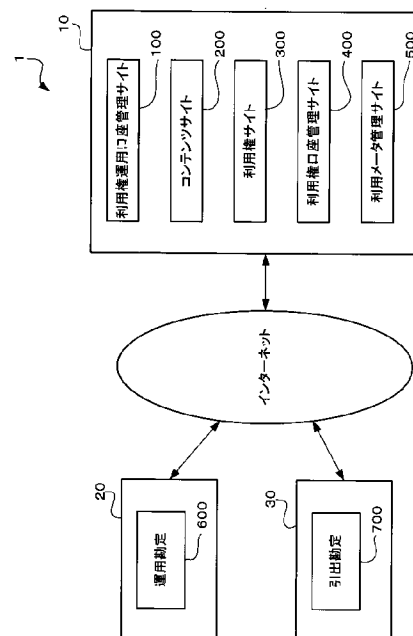 1
10
利用権運用口座管理サイト
100
コンテンツサイト
200
利用権サイト
300
利用権口座管理サイト
400
利用メータ管理サイト
500
インターネット
20
運用勘定
600
30
引出勘定
700